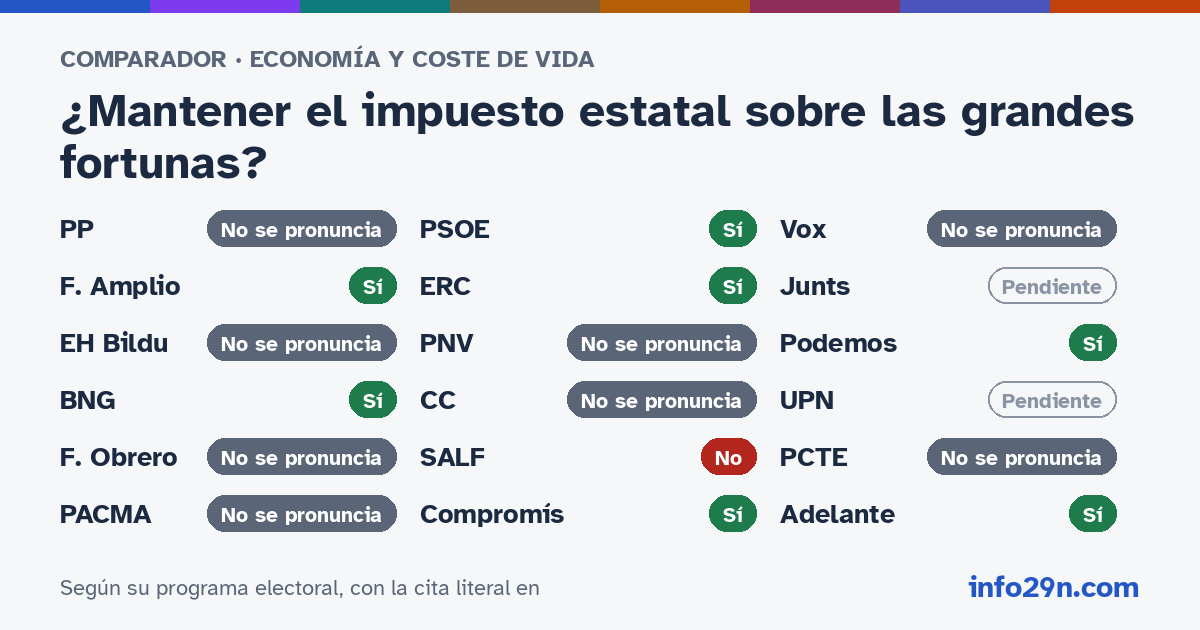 COMPARADOR · ECONOMÍA Y COSTE DE VIDA
¿Mantener el impuesto estatal sobre las grandes
fortunas?
PP No se pronuncia PSOE Sí Vox No se pronuncia
F. Amplio Sí ERC Sí Junts Pendiente
EH Bildu No se pronuncia PNV No se pronuncia Podemos Sí
BNG Sí CC No se pronuncia UPN Pendiente
F. Obrero No se pronuncia SALF No PCTE No se pronuncia
PACMA No se pronuncia Compromís Sí Adelante Sí
Según su programa electoral, con la cita literal en info29n.com